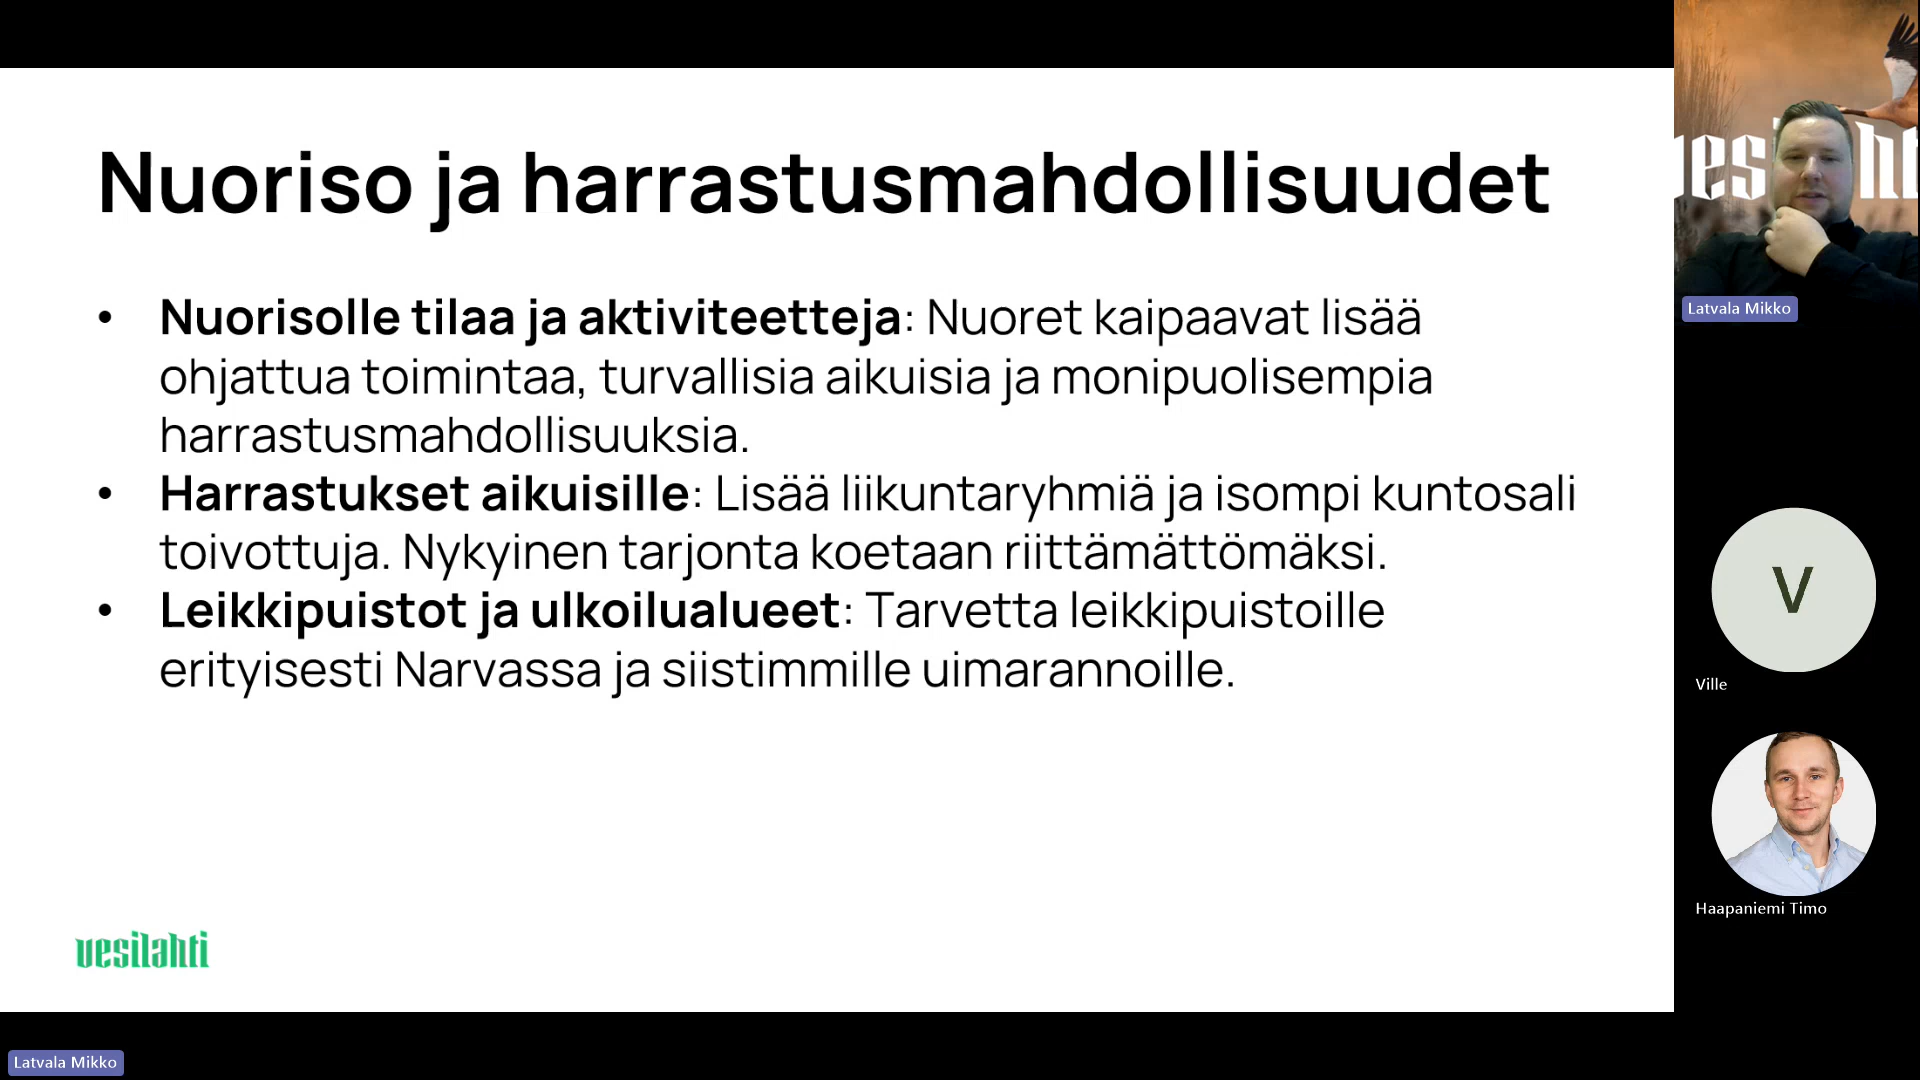 Nuoriso ja harrastusmahdollisuudet
• Nuorisolle tilaa ja aktiviteetteja: Nuoret kaipaavat lisää
ohjattua toimintaa, turvallisia aikuisia ja monipuolisempia
harrastusmahdollisuuksia.
• Harrastukset aikuisille: Lisää liikuntaryhmiä ja isompi kuntosali
toivottuja. Nykyinen tarjonta koetaan riittämättömäksi.
• Leikkipuistot ja ulkoilualueet: Tarvetta leikkipuistoille
erityisesti Narvassa ja siistimmille uimarannoille.
vesilahti
Latvala Mikko
Latvala Mikko
V
Ville
Haapaniemi Timo